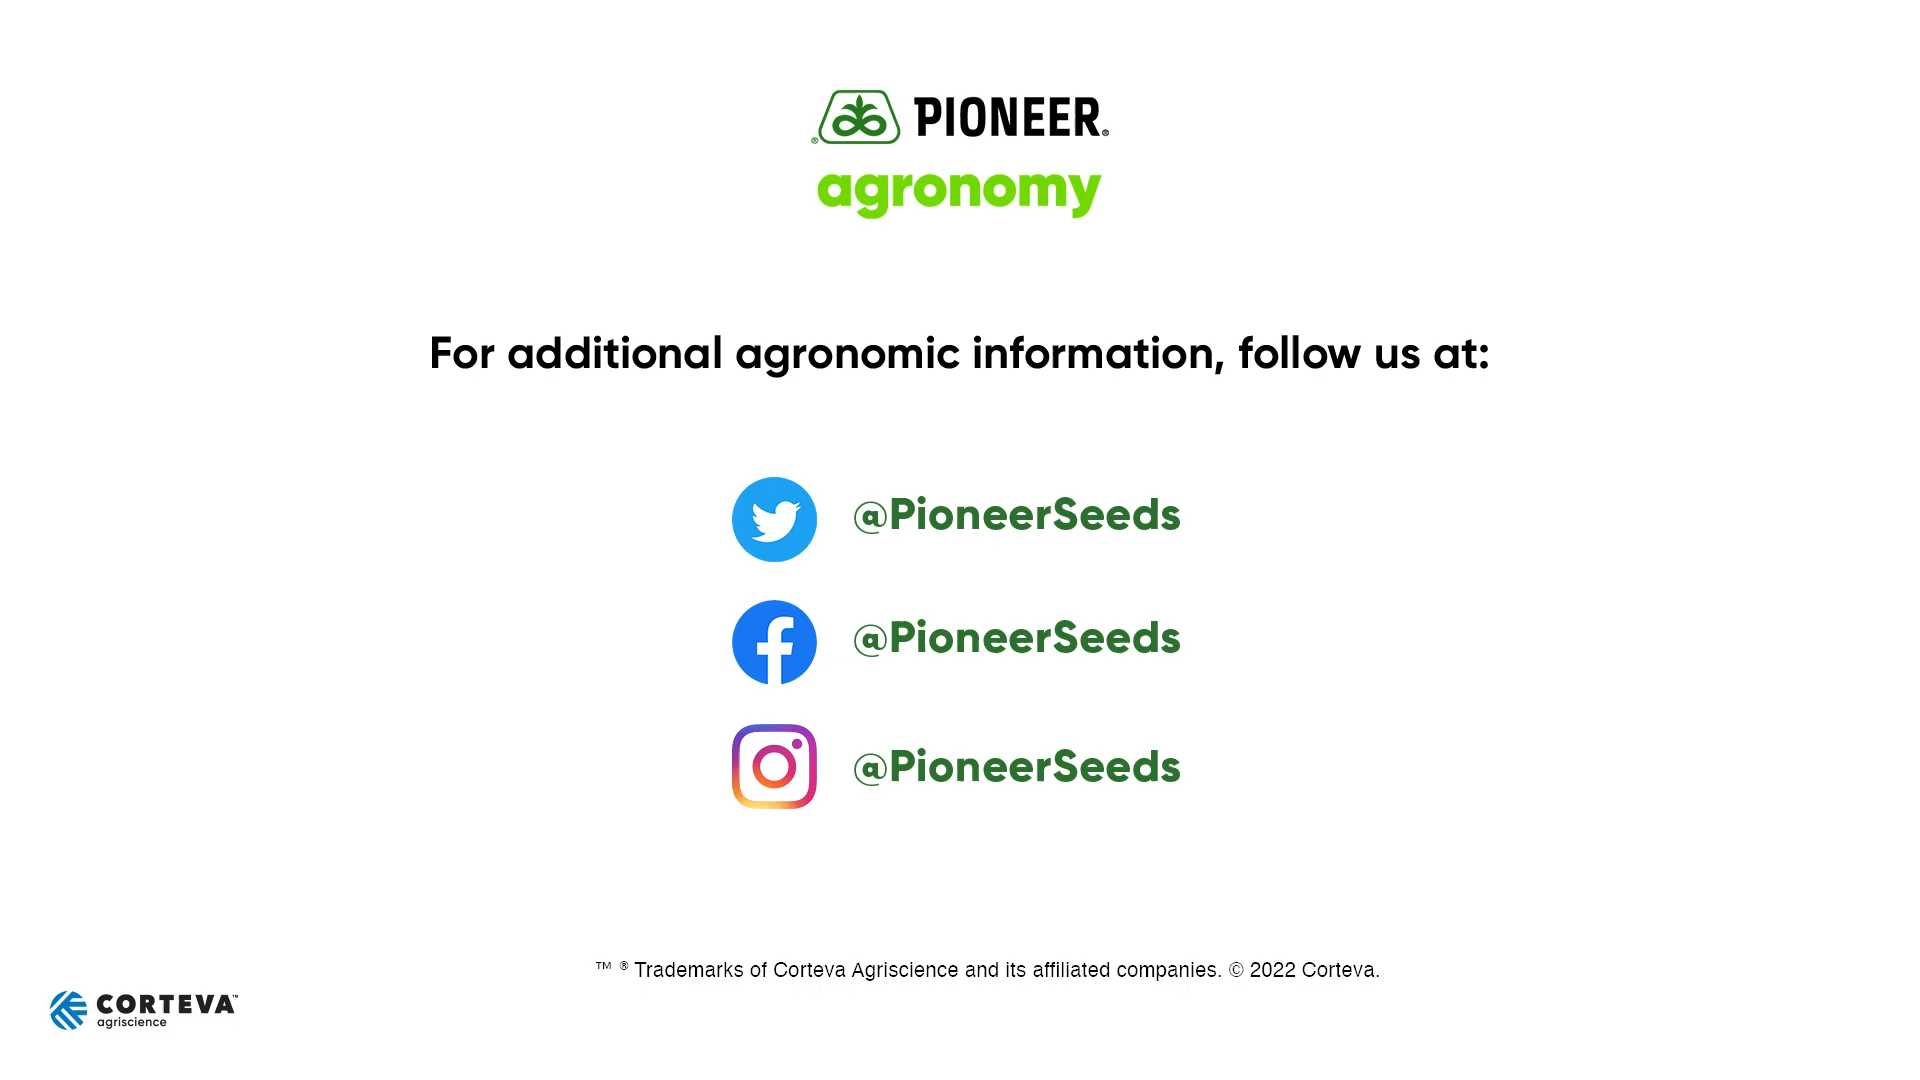 PIONEER®
agronomy
For additional agronomic information, follow us at:
@PioneerSeeds
@PioneerSeeds
@PioneerSeeds
™ ® Trademarks of Corteva Agriscience and its affiliated companies. © 2022 Corteva.
CORTEVA™
agriscience